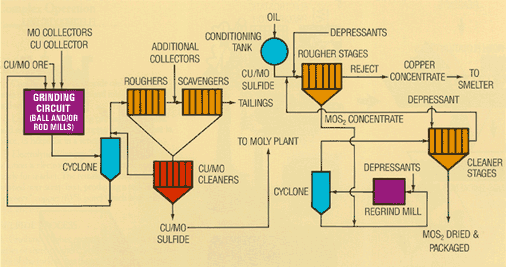 MO COLLECTORS
CU COLLECTOR
CU/MO ORE
GRINDING
CIRCUIT
(BALL AND/OR
ROD MILLS)
CYCLONE
ADDITIONAL
COLLECTORS
ROUGHERS
SCAVENGERS
TAILINGS
CU/MO
CLEANERS
CU/MO
SULFIDE
TO MOLY PLANT
OIL
CONDITIONING
TANK
CU/MO
SULFIDE
DEPRESSANTS
ROUGHER STAGES
REJECT
COPPER
CONCENTRATE
TO
SMELTER
MOS₂ CONCENTRATE
DEPRESSANT
CLEANER
STAGES
CYCLONE
DEPRESSANTS
REGRIND MILL
MOS₂ DRIED &
PACKAGED